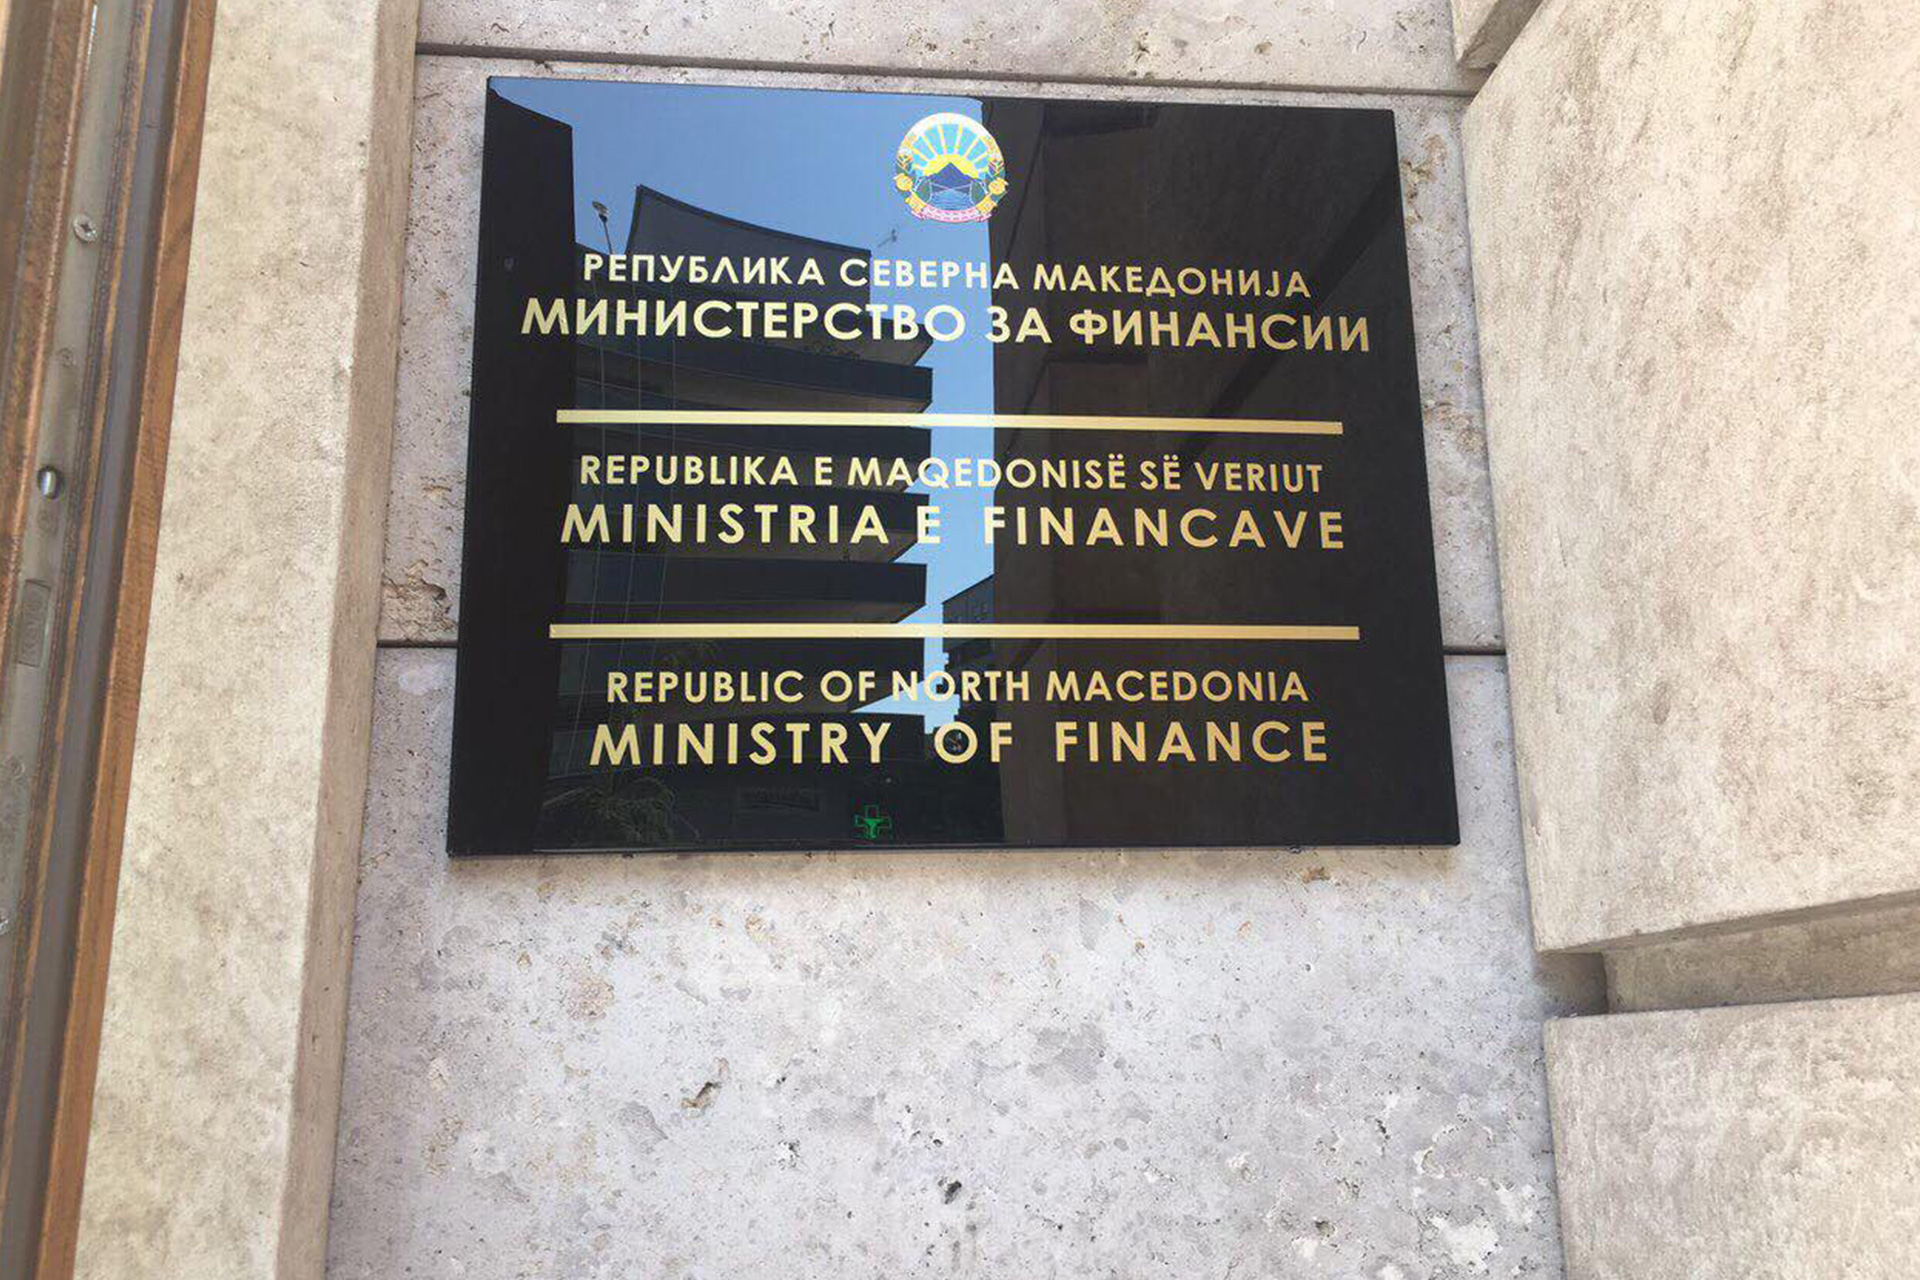 РЕПУБЛИКА СЕВЕРНА МАКЕДОНИЈА
МИНИСТЕРСТВО ЗА ФИНАНСИИ
REPUBLIKA E MAQEDONISË SË VERIUT
MINISTRIA E FINANCAVE
REPUBLIC OF NORTH MACEDONIA
MINISTRY OF FINANCE